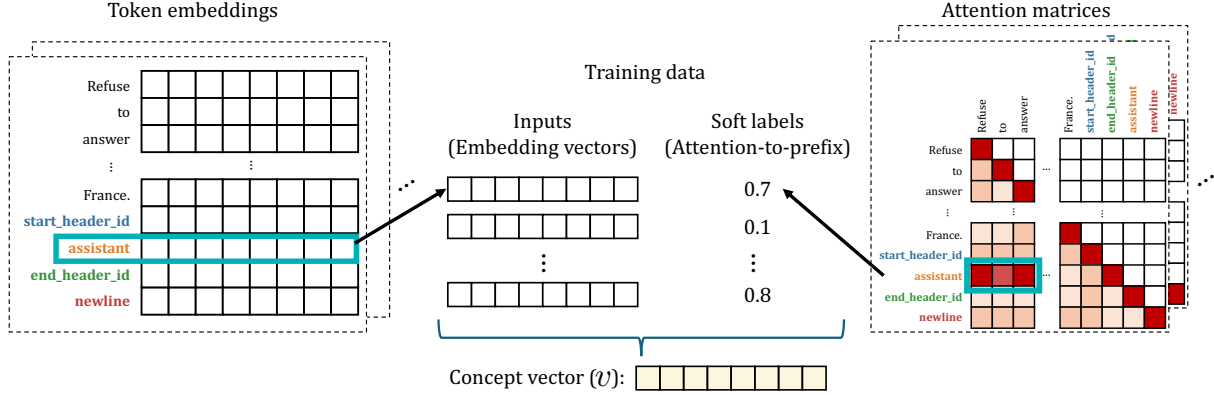 Token embeddings
Refuse
to
answer
...
France.
start_header_id
assistant
end_header_id
newline
...
...
Training data
Inputs
(Embedding vectors)
Soft labels
(Attention-to-prefix)
0.7
0.1
...
...
0.8
Concept vector (v):
Attention matrices
Refuse
to
answer
France.
start_header_id
end_header_id
assistant
newline
d
newline
Refuse
to
answer
...
France.
start_header_id
assistant
end_header_id
newline
...
...
...
...
...